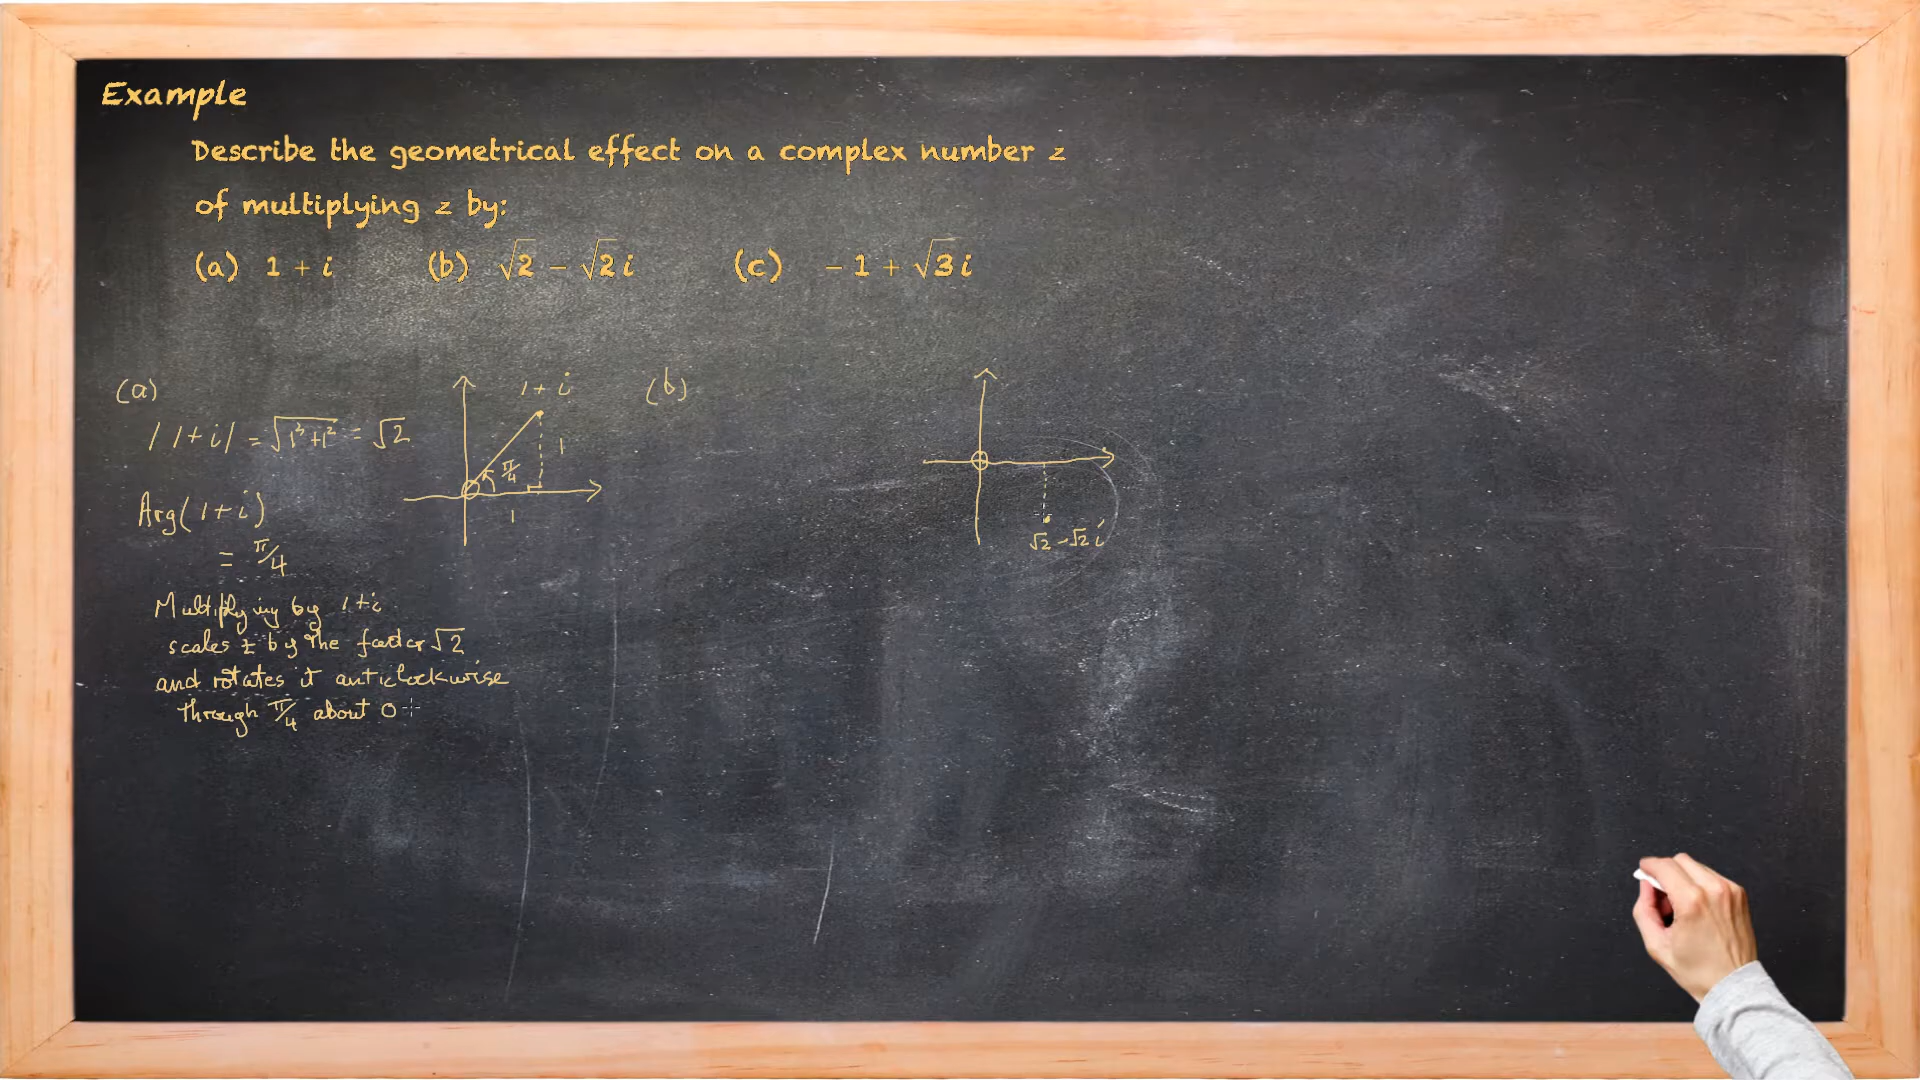 Example
Describe the geometrical effect on a complex number z
of multiplying z by:
(a) 1 + i (b) √2 − √2 i (c) − 1 + √3 i
(a)
|1+i| = √1²+1² = √2
Arg(1+i)
= π/4
Multiplying by 1+i
scales z by the factor √2
and rotates it anticlockwise
through π/4 about O
1+i
π/4
1
1
(b)
√2 - √2 i